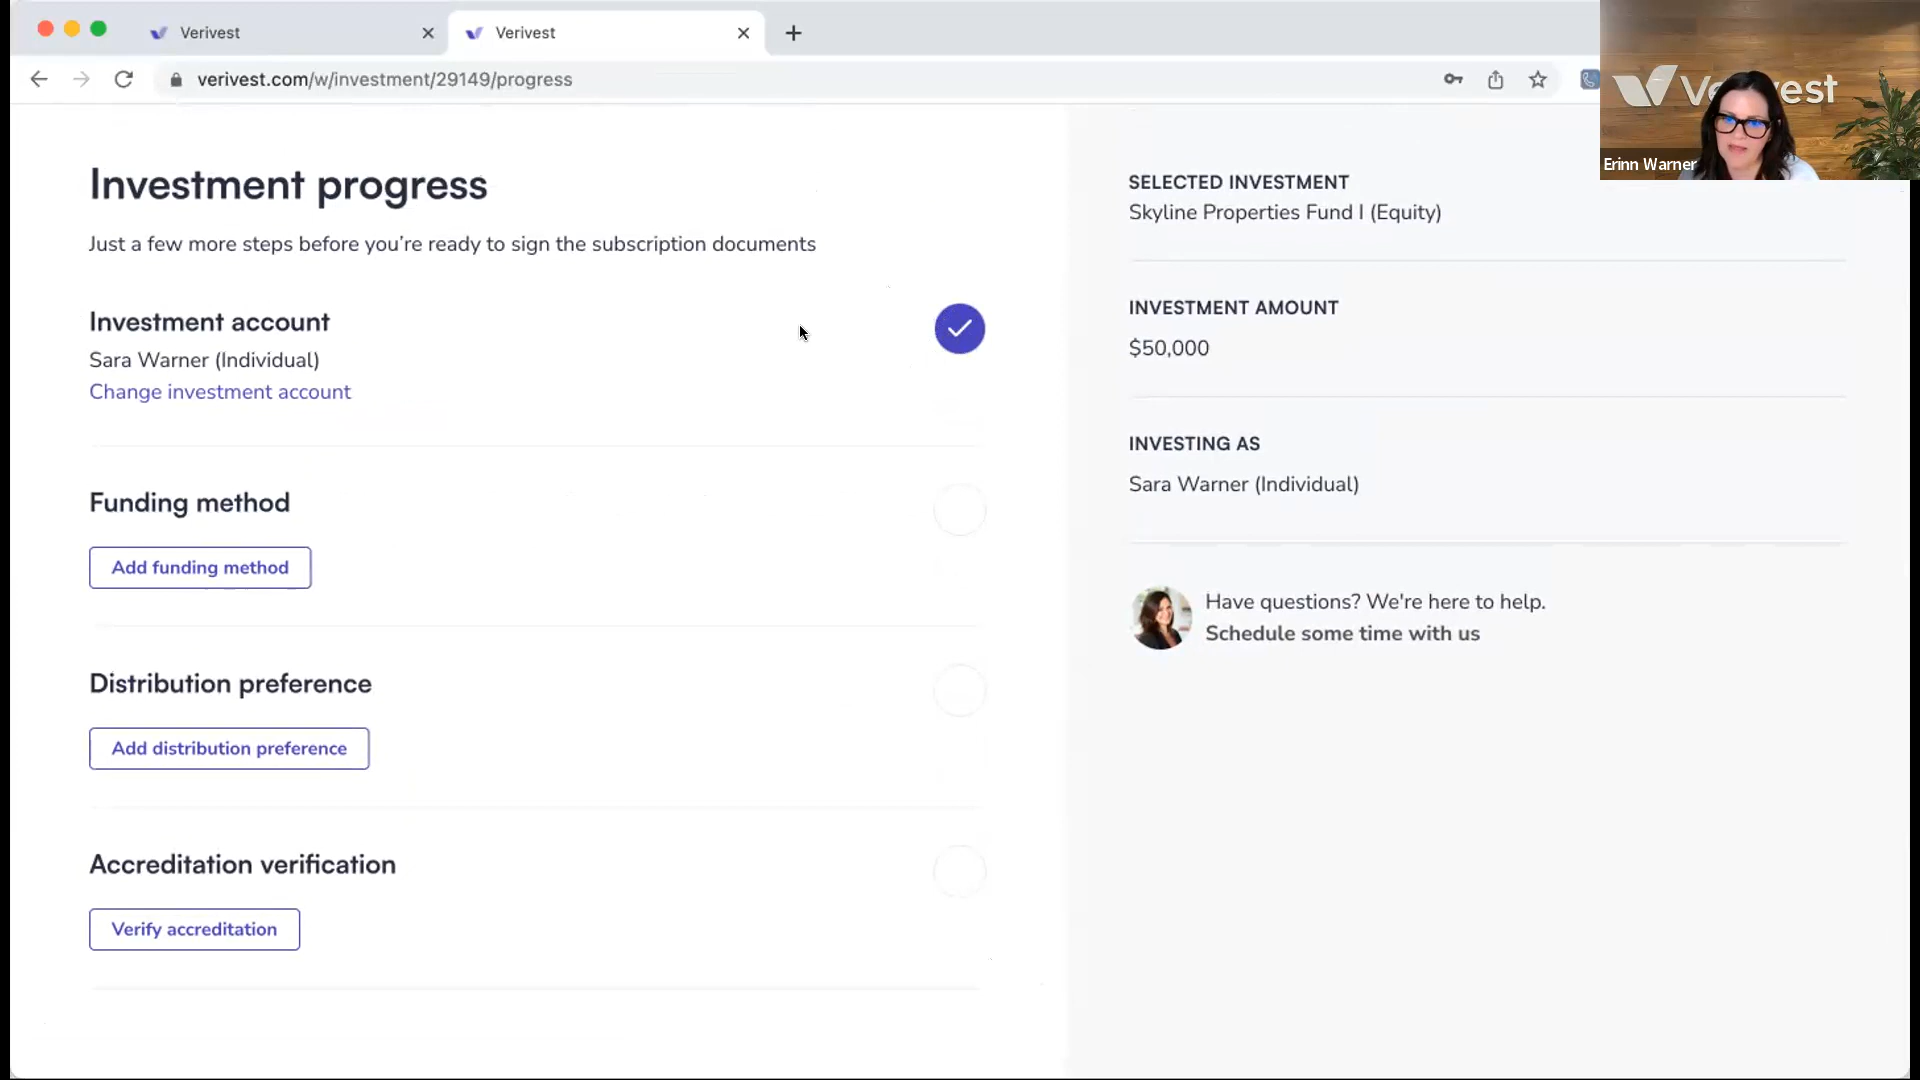 Verivest
Verivest
verivest.com/w/investment/29149/progress
Erinn Warner
Investment progress
Just a few more steps before you’re ready to sign the subscription documents
Investment account
Sara Warner (Individual)
Change investment account
Funding method
Add funding method
Distribution preference
Add distribution preference
Accreditation verification
Verify accreditation
SELECTED INVESTMENT
Skyline Properties Fund I (Equity)
INVESTMENT AMOUNT
$50,000
INVESTING AS
Sara Warner (Individual)
Have questions? We're here to help.
Schedule some time with us